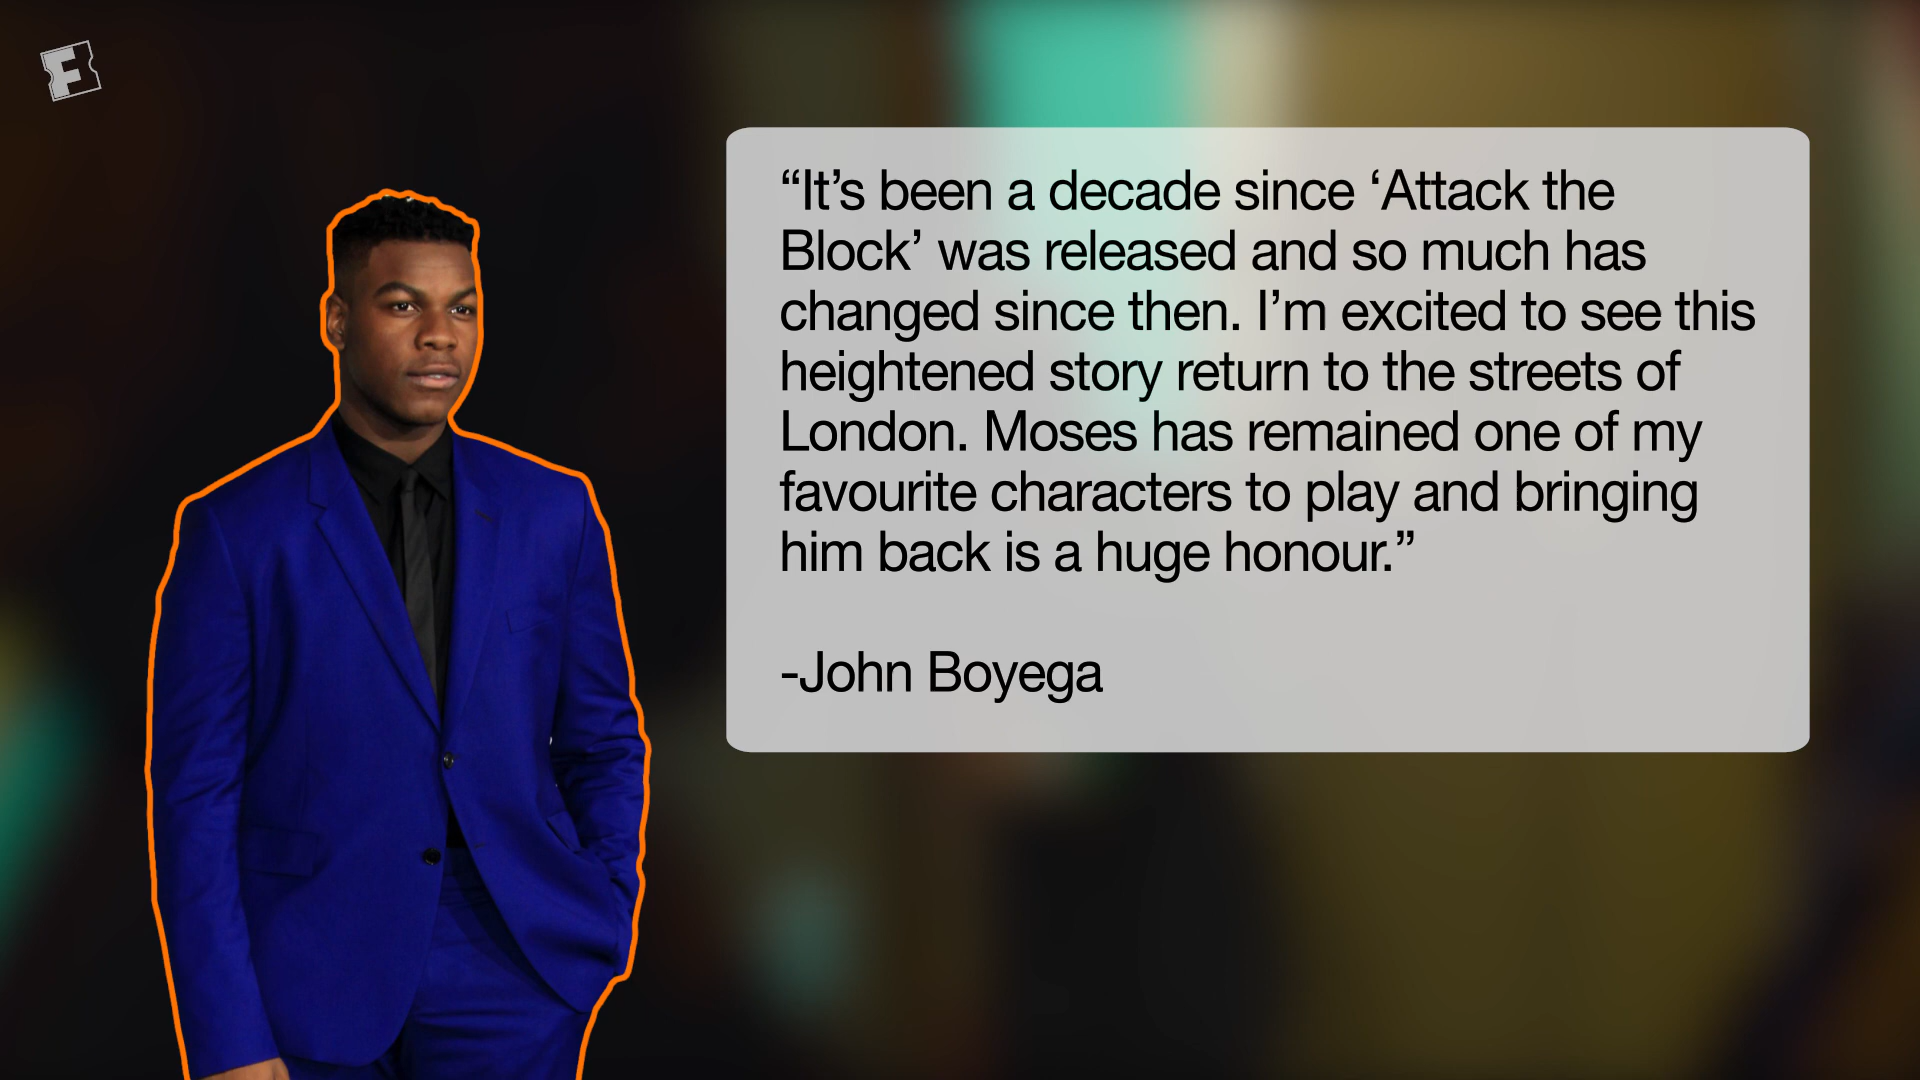 F
“It’s been a decade since ‘Attack the
Block’ was released and so much has
changed since then. I’m excited to see this
heightened story return to the streets of
London. Moses has remained one of my
favourite characters to play and bringing
him back is a huge honour.”
-John Boyega